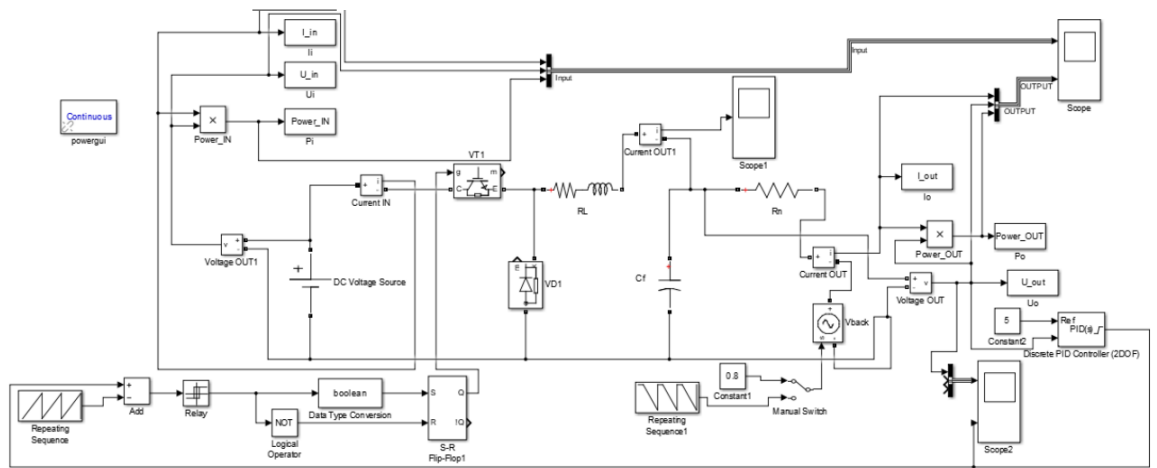 I_in
Ii
U_in
Ui
Power_IN
Pi
Power_IN
Continuous
powergui
Input
Input
Scope
OUTPUT
OUTPUT
Scope1
Current OUT1
i
+
-
VT1
g
m
C
E
Current IN
i
+
-
RL
Rn
I_out
Io
Power_OUT
Power_OUT
Po
Voltage OUT1
v
+
-
DC Voltage Source
VD1
Cf
Current OUT
i
+
-
Voltage OUT
v
+
-
U_out
Uo
Vback
5
Constant2
Ref
PID(s)
Discrete PID Controller (2DOF)
Scope2
Repeating
Sequence
Add
+
-
Relay
boolean
Data Type Conversion
NOT
Logical
Operator
S
Q
R
!Q
S-R
Flip-Flop1
0.8
Constant1
Manual Switch
Repeating
Sequence1